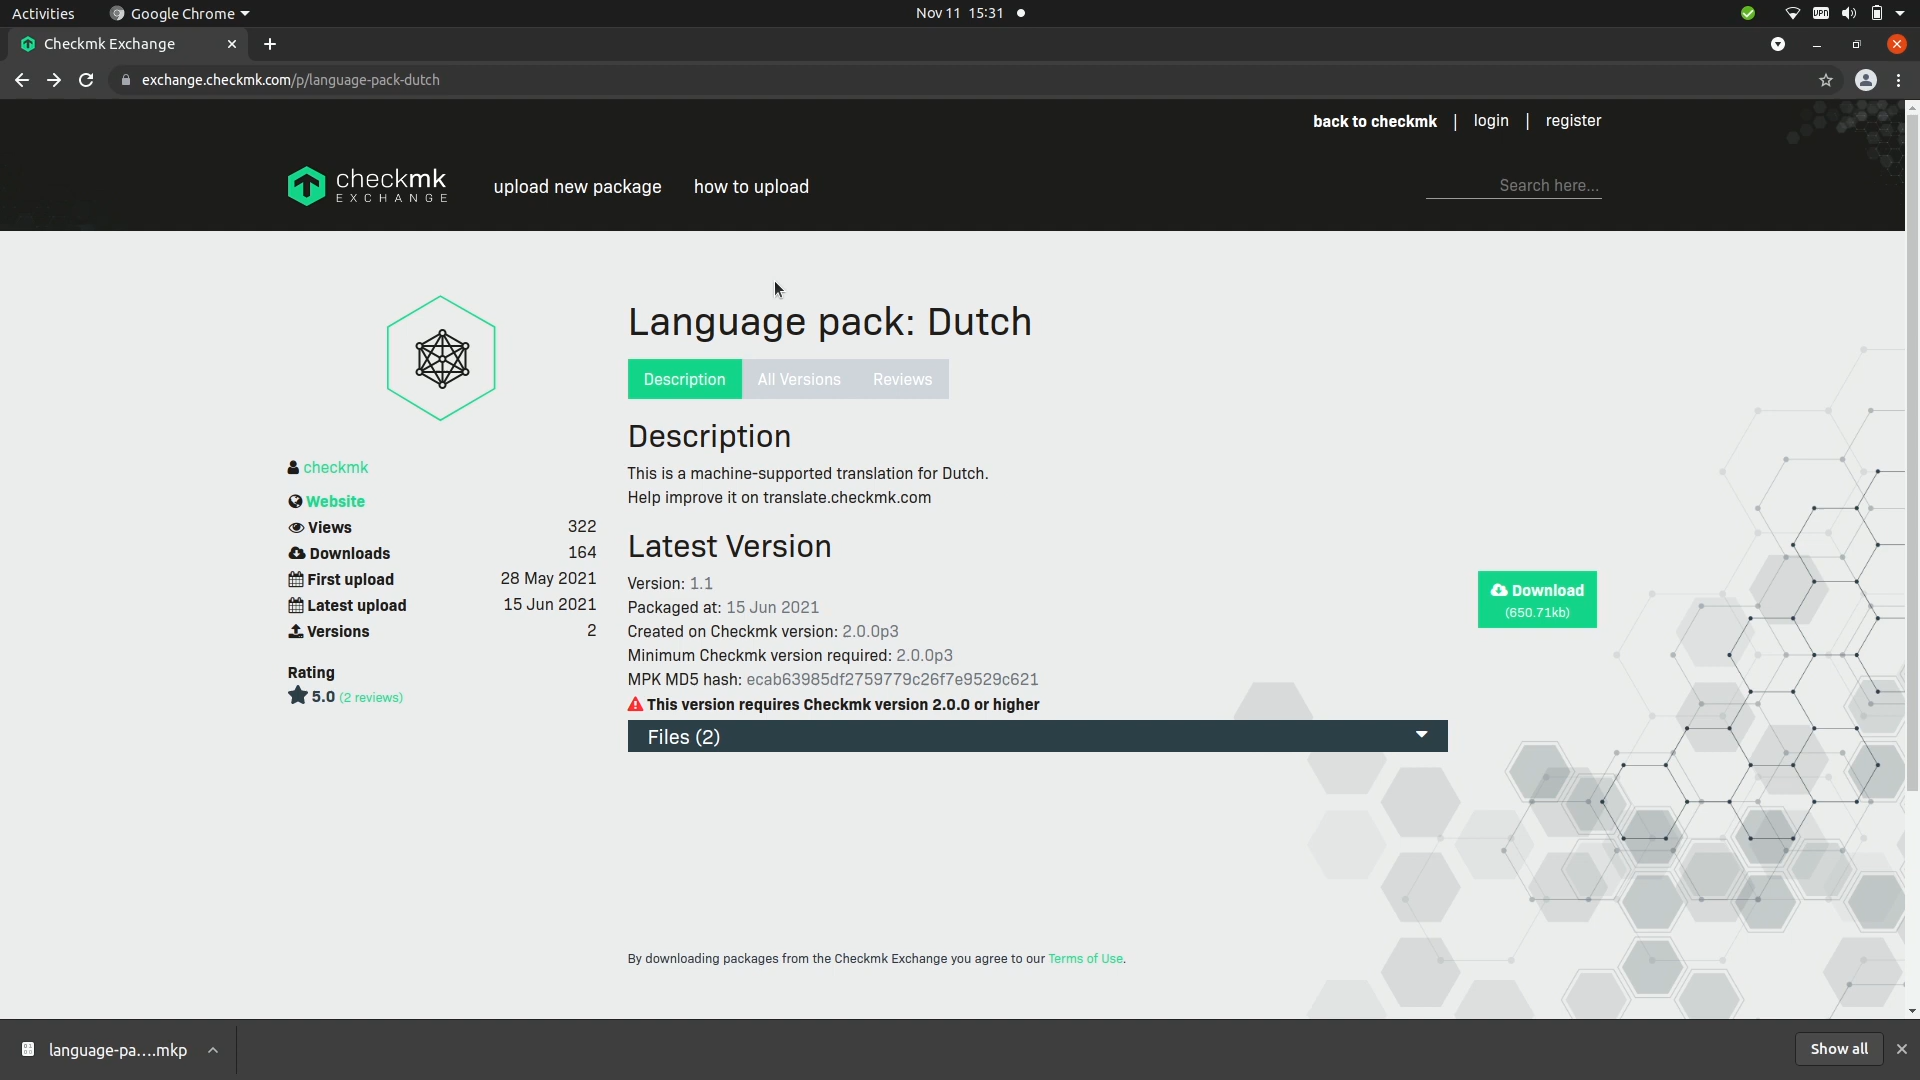 Activities
Google Chrome
Nov 11 15:31
VPN
Checkmk Exchange
exchange.checkmk.com/p/language-pack-dutch
back to checkmk | login | register
checkmk
EXCHANGE
upload new package
how to upload
Search here...
Language pack: Dutch
Description
All Versions
Reviews
Description
This is a machine-supported translation for Dutch.
Help improve it on translate.checkmk.com
checkmk
Website
Views 322
Downloads 164
First upload 28 May 2021
Latest upload 15 Jun 2021
Versions 2
Rating
5.0 (2 reviews)
Latest Version
Version: 1.1
Packaged at: 15 Jun 2021
Created on Checkmk version: 2.0.0p3
Minimum Checkmk version required: 2.0.0p3
MPK MD5 hash: ecab63985df2759779c26f7e9529c621
This version requires Checkmk version 2.0.0 or higher
Files (2)
Download
(650.71kb)
By downloading packages from the Checkmk Exchange you agree to our Terms of Use.
language-pa....mkp
Show all